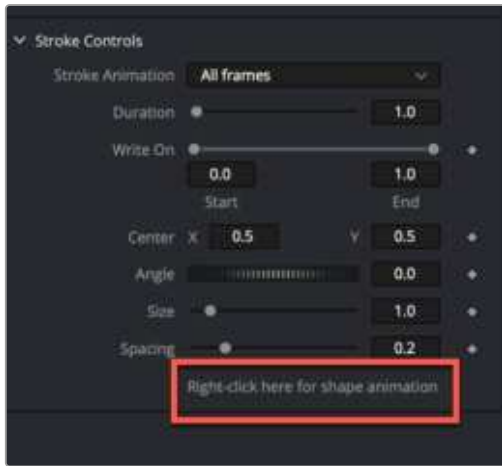 Stroke Controls
Stroke Animation All frames
Duration 1.0
Write On
0.0 1.0
Start End
Center X 0.5 Y 0.5
Angle 0.0
Size 1.0
Spacing 0.2
Right-click here for shape animation